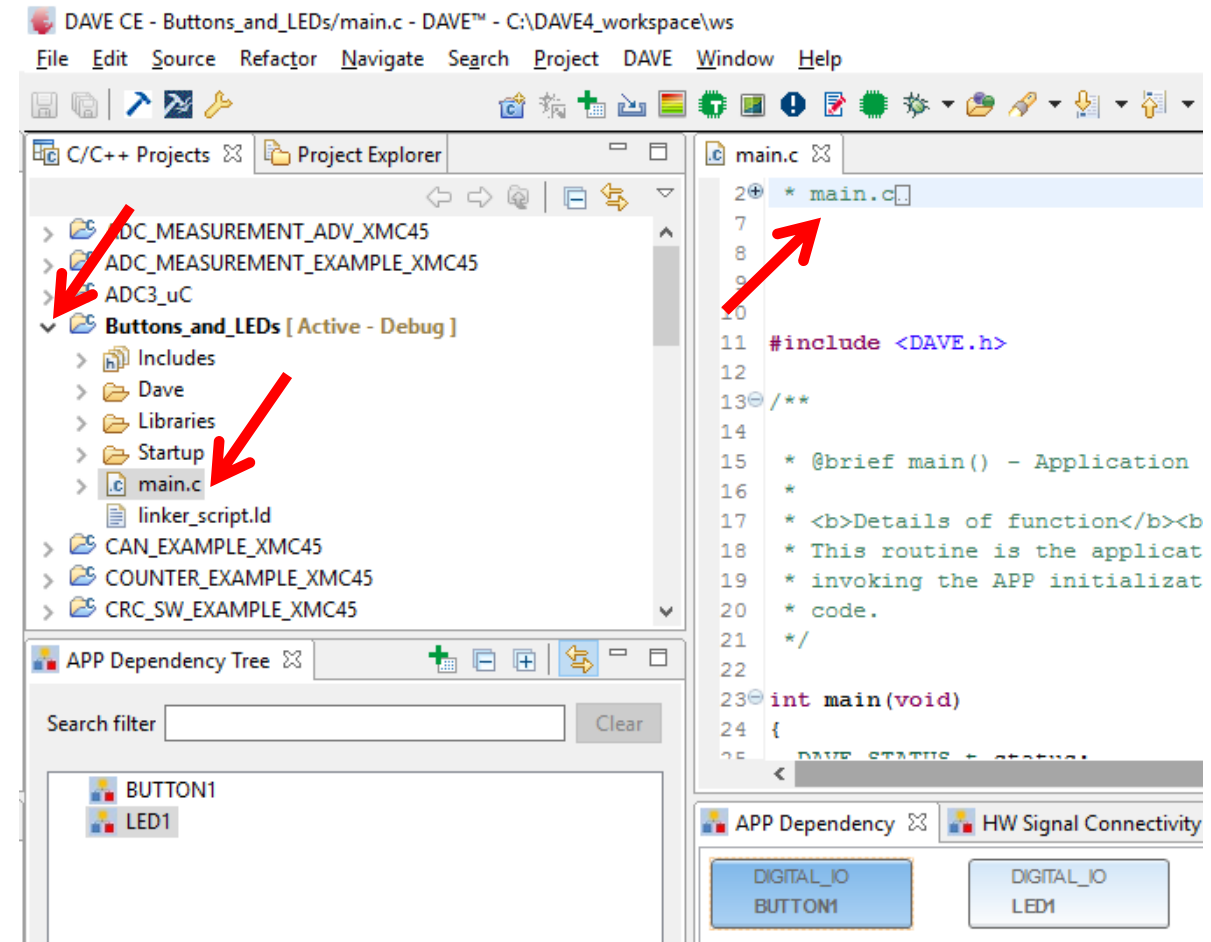 DAVE CE - Buttons_and_LEDs/main.c - DAVE™ - C:\DAVE4_workspace\ws
File Edit Source Refactor Navigate Search Project DAVE Window Help
C/C++ Projects Project Explorer
ADC_MEASUREMENT_ADV_XMC45
ADC_MEASUREMENT_EXAMPLE_XMC45
ADC3_uC
Buttons_and_LEDs [ Active - Debug ]
Includes
Dave
Libraries
Startup
main.c
linker_script.ld
CAN_EXAMPLE_XMC45
COUNTER_EXAMPLE_XMC45
CRC_SW_EXAMPLE_XMC45
APP Dependency Tree
Search filter Clear
BUTTON1
LED1
main.c
2 * main.c
7
8
9
10
11 #include <DAVE.h>
12
13 /**
14
15 * @brief main() - Application
16 *
17 * <b>Details of function</b><b
18 * This routine is the applicat
19 * invoking the APP initializat
20 * code.
21 */
22
23 int main(void)
24 {
25 DAVE_STATUS_t status;
APP Dependency HW Signal Connectivity
DIGITAL_IO
BUTTON1
DIGITAL_IO
LED1